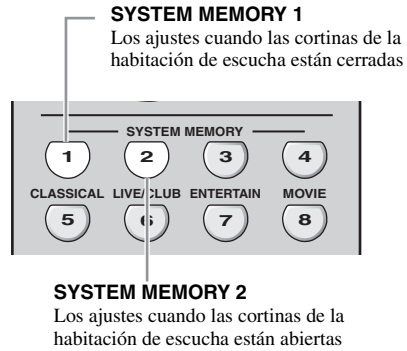 SYSTEM MEMORY 1
Los ajustes cuando las cortinas de la
habitación de escucha están cerradas
SYSTEM MEMORY
1 2 3 4
CLASSICAL LIVE/CLUB ENTERTAIN MOVIE
5 6 7 8
SYSTEM MEMORY 2
Los ajustes cuando las cortinas de la
habitación de escucha están abiertas